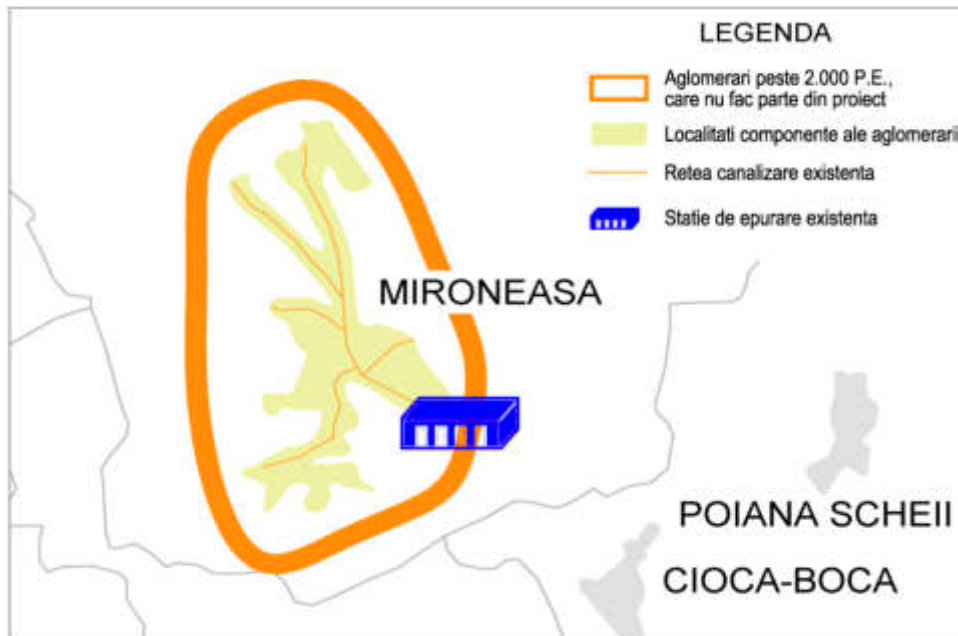 LEGENDA
Aglomerari peste 2.000 P.E.,
care nu fac parte din proiect
Localitati componente ale aglomerarii
Retea canalizare existenta
Statie de epurare existenta
MIRONEASA
POIANA SCHEII
CIOCA-BOCA